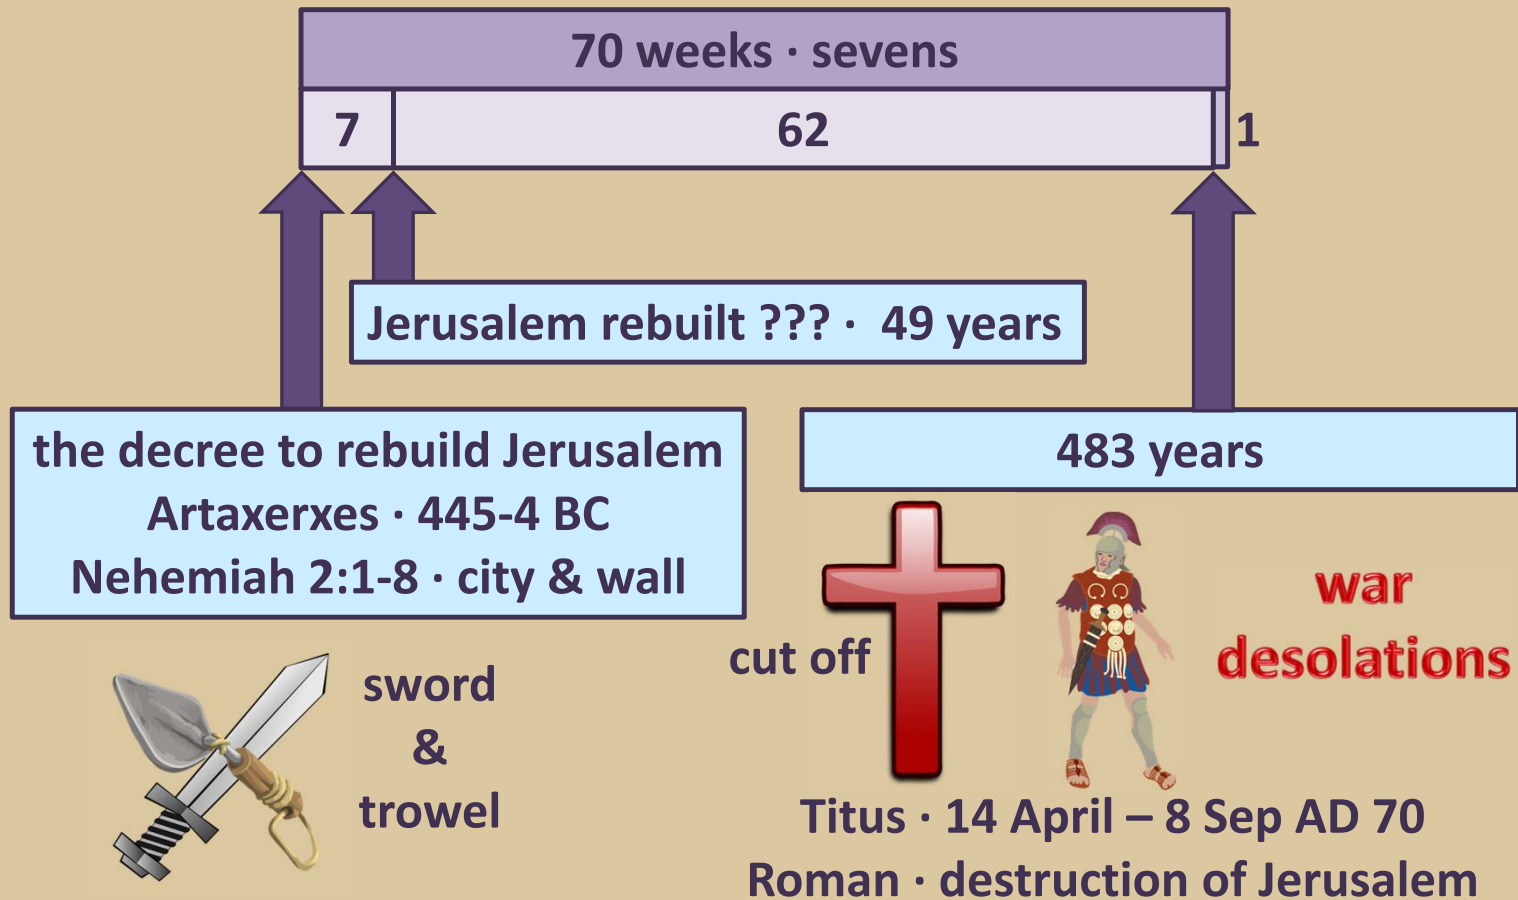 70 weeks · sevens
7
62
1
Jerusalem rebuilt ??? · 49 years
the decree to rebuild Jerusalem
Artaxerxes · 445-4 BC
Nehemiah 2:1-8 · city & wall
483 years
sword
&
trowel
cut off
war
desolations
Titus · 14 April – 8 Sep AD 70
Roman · destruction of Jerusalem